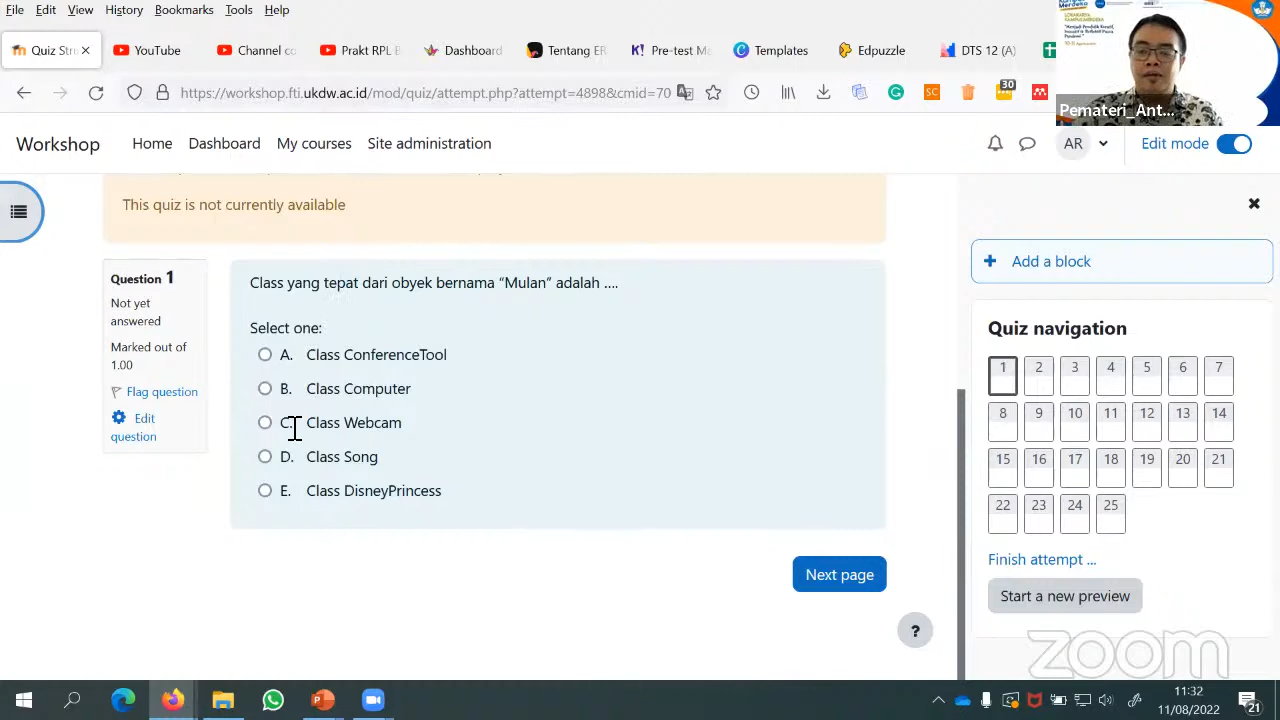 File Edit View History Bookmarks Tools Help
Quiz Str
YouTube
Channel c
Dashboard
Tentang ER
Pre-test M
Templates
Edpuzzle
DTS 12 (A)
https://workshop.fti.ukdw.ac.id/mod/quiz/attempt.php?attempt=4898&cmid=70
SC
30
Merdeka
Pemateri_Ant...
Workshop
Home Dashboard My courses Site administration
AR
Edit mode
This quiz is not currently available
Question 1
Not yet
answered
Marked out of
1.00
Flag question
Edit
question
Class yang tepat dari obyek bernama “Mulan” adalah ....
Select one:
A. Class ConferenceTool
B. Class Computer
C. Class Webcam
D. Class Song
E. Class DisneyPrincess
Next page
?
Add a block
Quiz navigation
1 2 3 4 5 6 7
8 9 10 11 12 13 14
15 16 17 18 19 20 21
22 23 24 25
Finish attempt ...
Start a new preview
zoom
11:32
11/08/2022
21